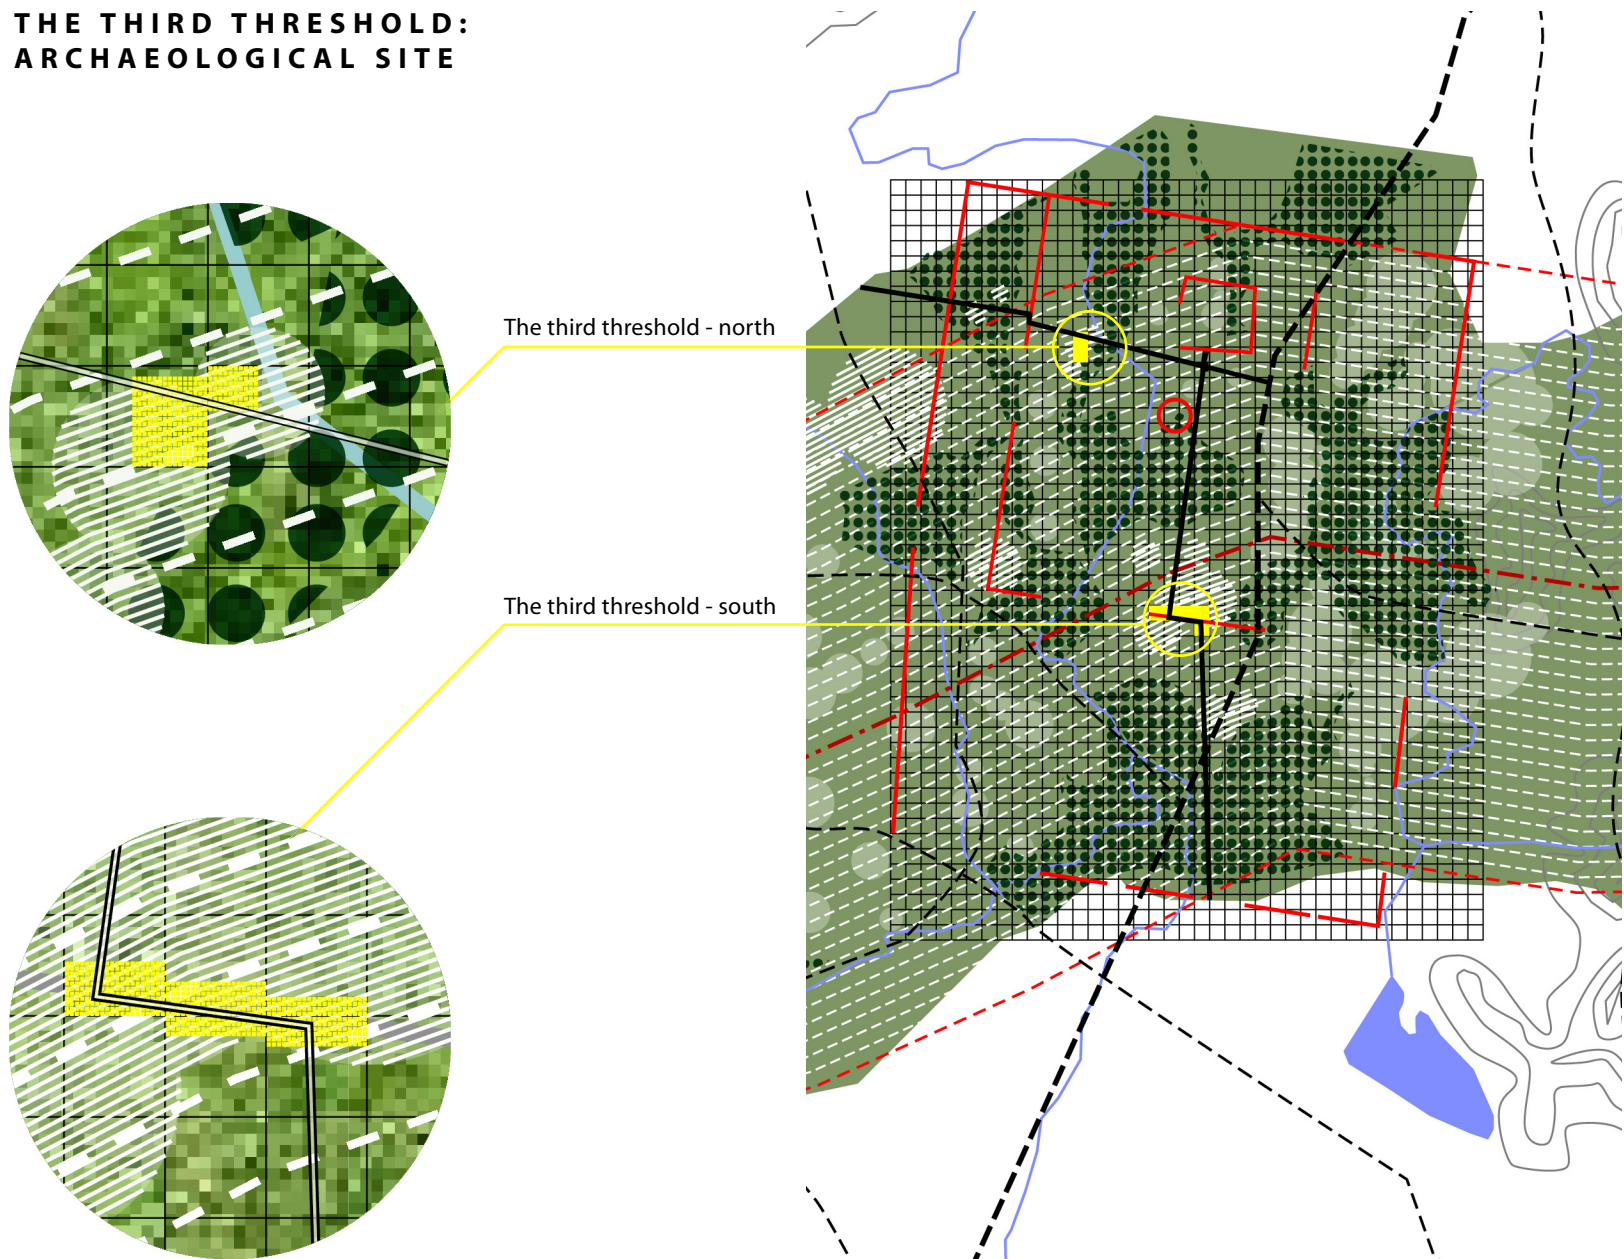 THE THIRD THRESHOLD:
ARCHAEOLOGICAL SITE
The third threshold - north
The third threshold - south